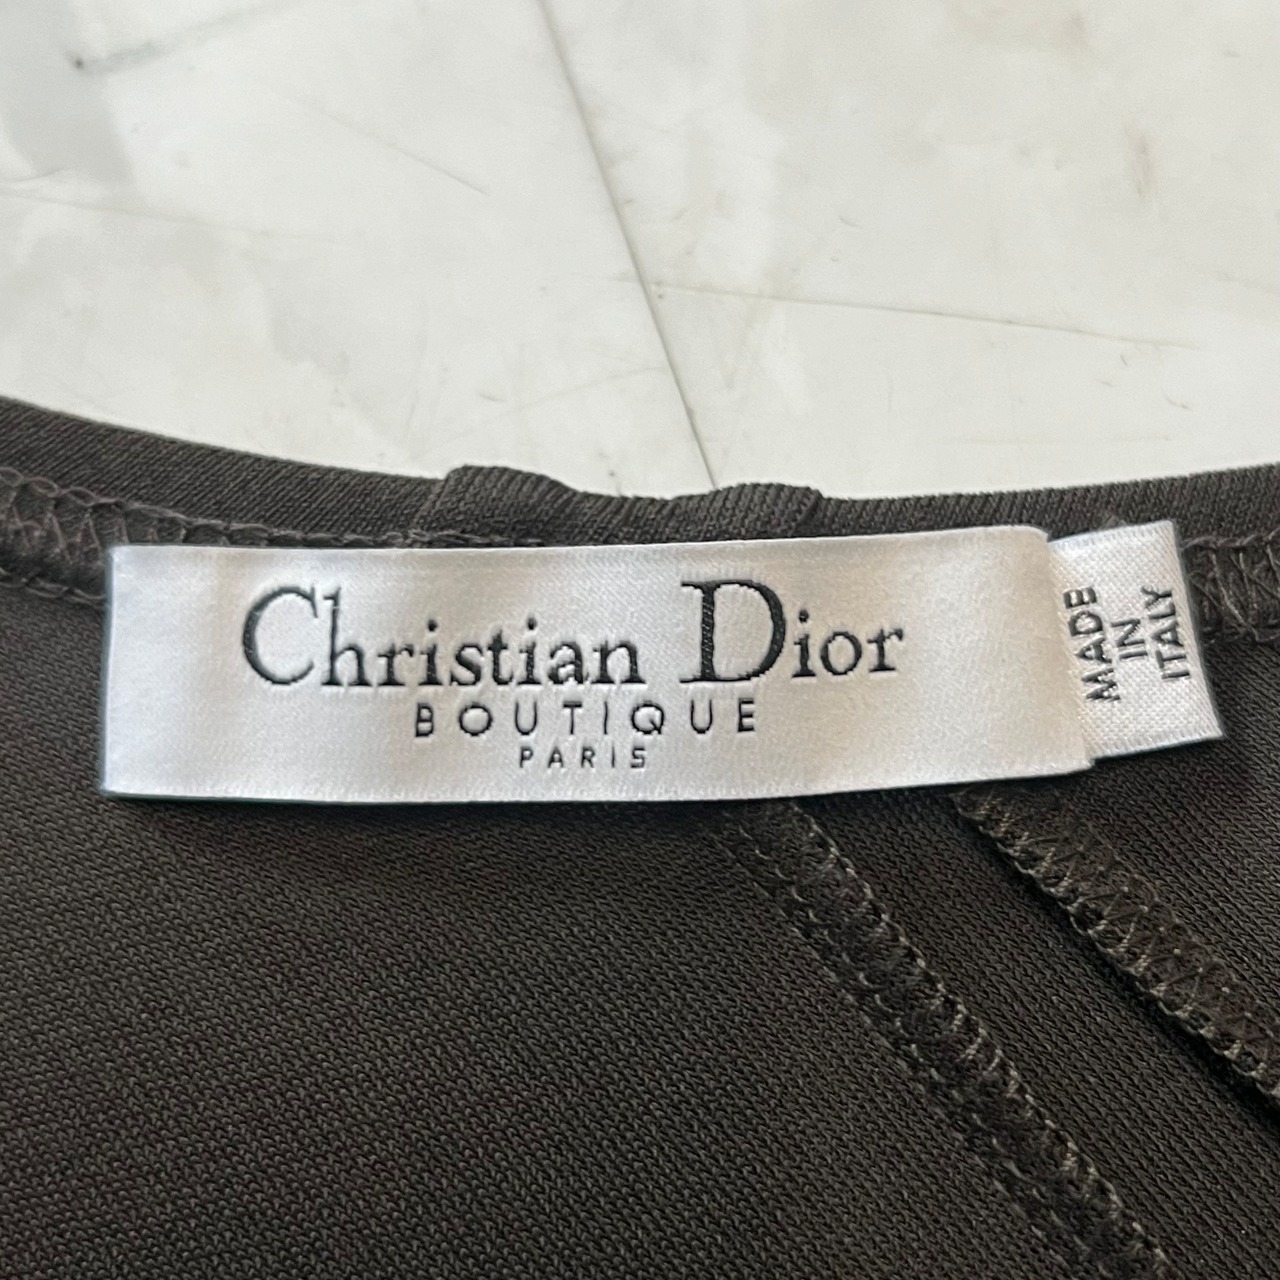 Christian Dior
BOUTIQUE
PARIS
MADE
IN
ITALY